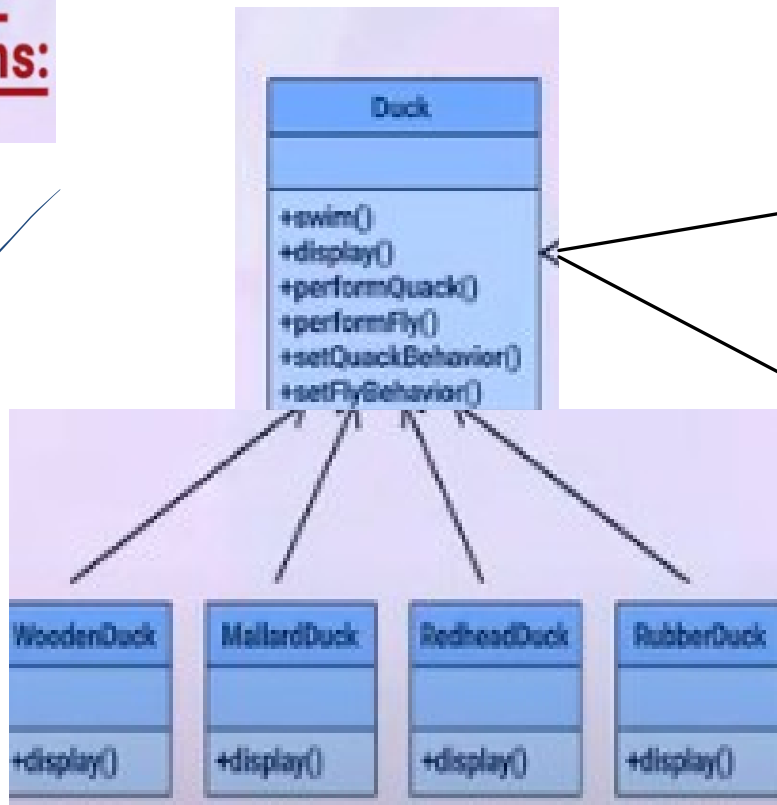 ns:
Duck
+swim()
+display()
+performQuack()
+performFly()
+setQuackBehavior()
+setFlyBehavior()
WoodenDuck
MallardDuck
RedheadDuck
RubberDuck
+display()
+display()
+display()
+display()